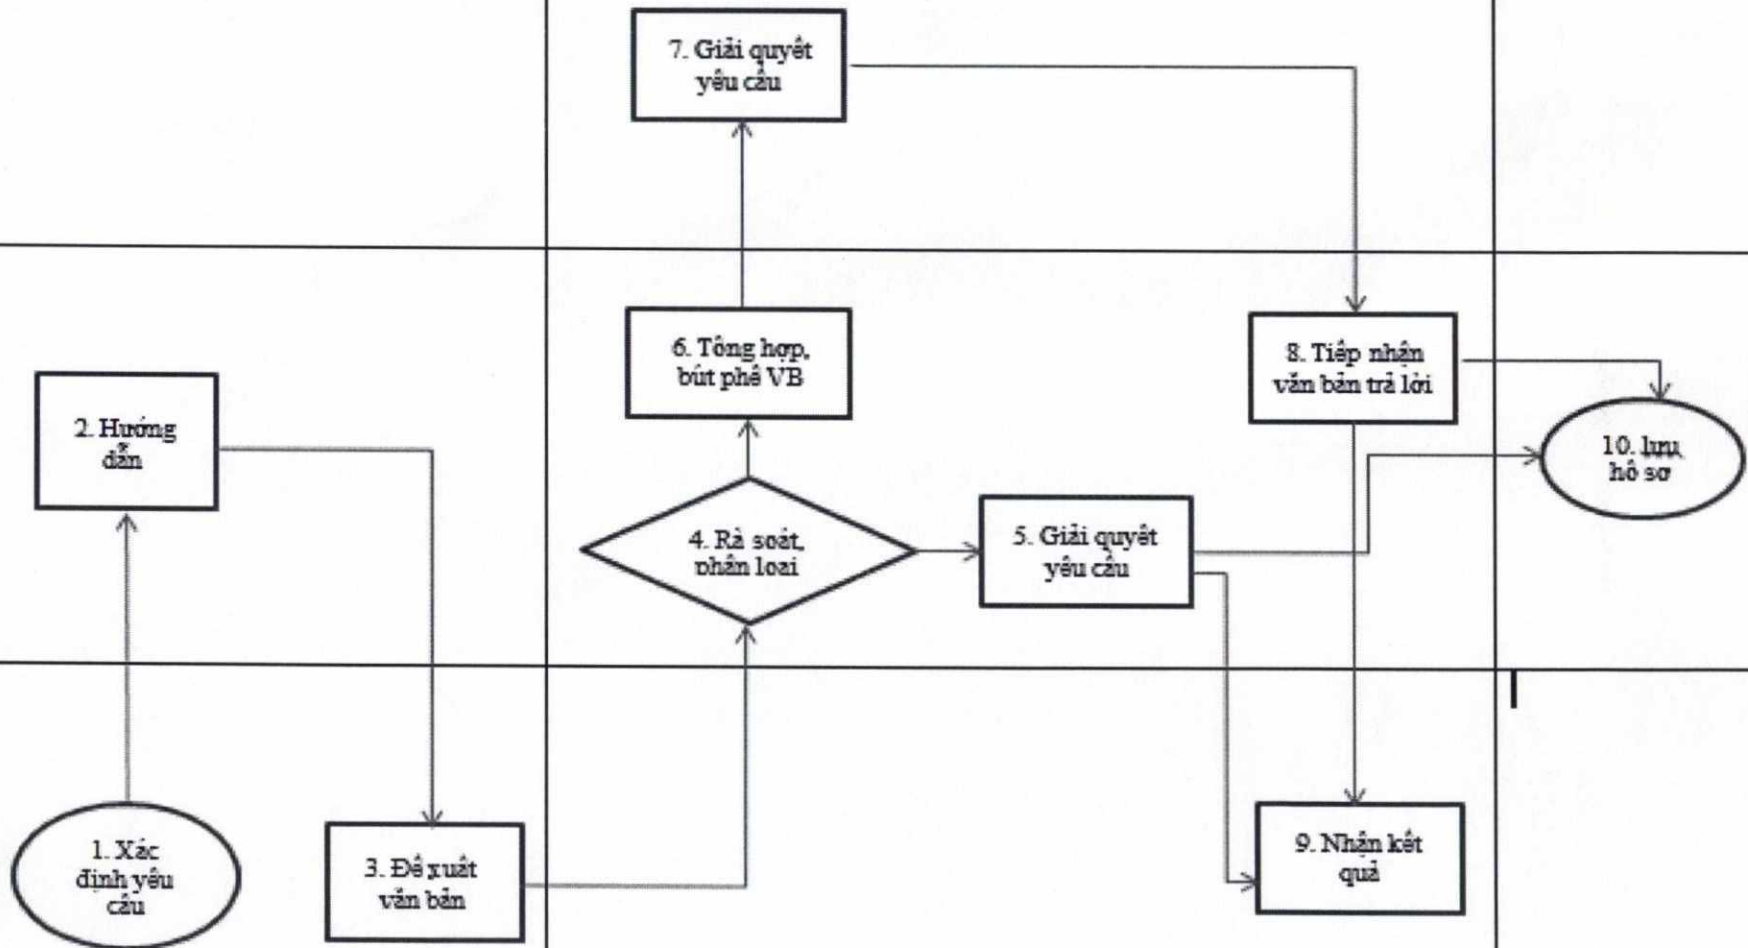 7. Giải quyết
yêu cầu
6. Tổng hợp,
bút phê VB
8. Tiếp nhận
văn bản trả lời
2. Hướng
dẫn
10. lưu
hồ sơ
4. Rà soát,
phân loại
5. Giải quyết
yêu cầu
1. Xác
định yêu
cầu
3. Đề xuất
văn bản
9. Nhận kết
quả